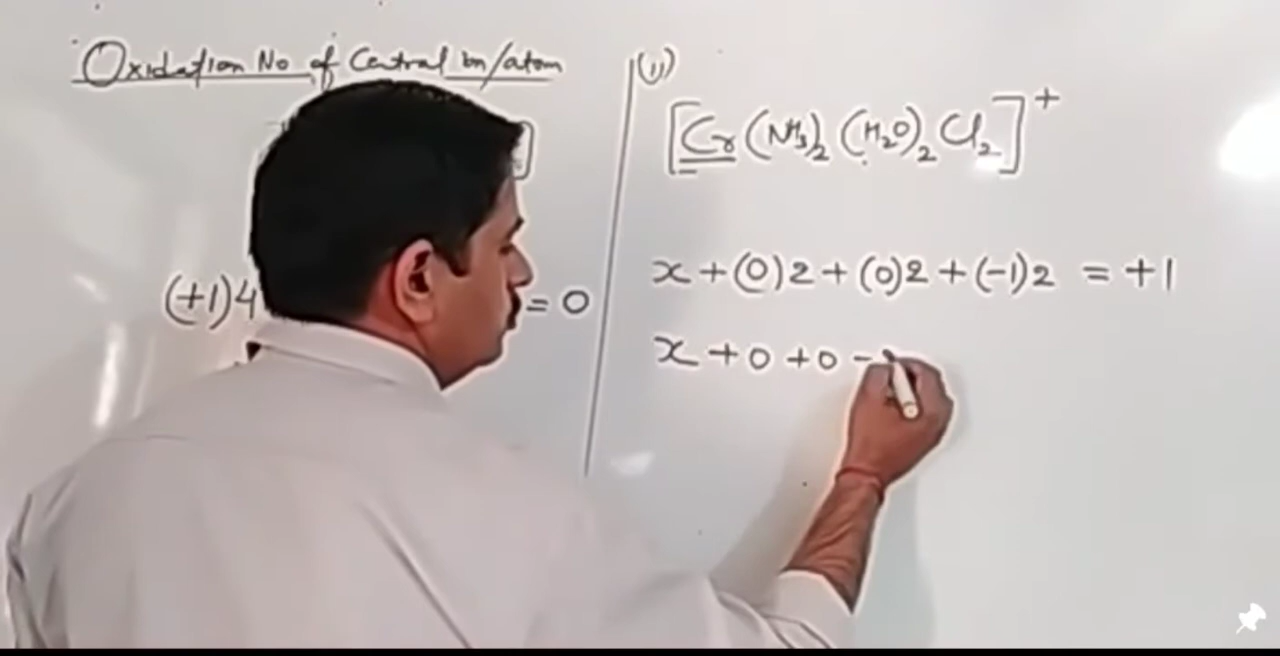 Oxidation No of Central ion/atom
(+1)4 = 0
(ii)
[Cr(NH₃)₂(H₂O)₂Cl₂]⁺
x + (0)2 + (0)2 + (-1)2 = +1
x + 0 + 0 -